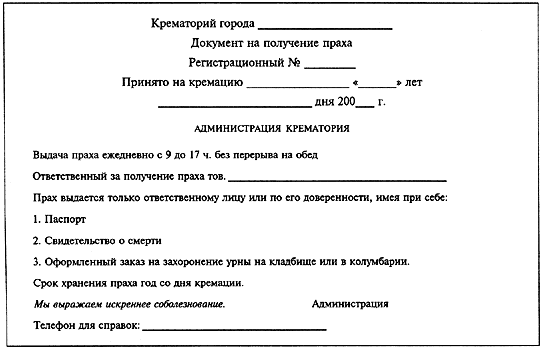 Крематорий города ____________________
Документ на получение праха
Регистрационный № ________
Принято на кремацию ________________ «______» лет
________________________ дня 200___ г.
АДМИНИСТРАЦИЯ КРЕМАТОРИЯ
Выдача праха ежедневно с 9 до 17 ч. без перерыва на обед
Ответственный за получение праха тов. __________________________________
Прах выдается только ответственному лицу или по его доверенности, имея при себе:
1. Паспорт
2. Свидетельство о смерти
3. Оформленный заказ на захоронение урны на кладбище или в колумбарии.
Срок хранения праха год со дня кремации.
Мы выражаем искреннее соболезнование. Администрация
Телефон для справок: ____________________________